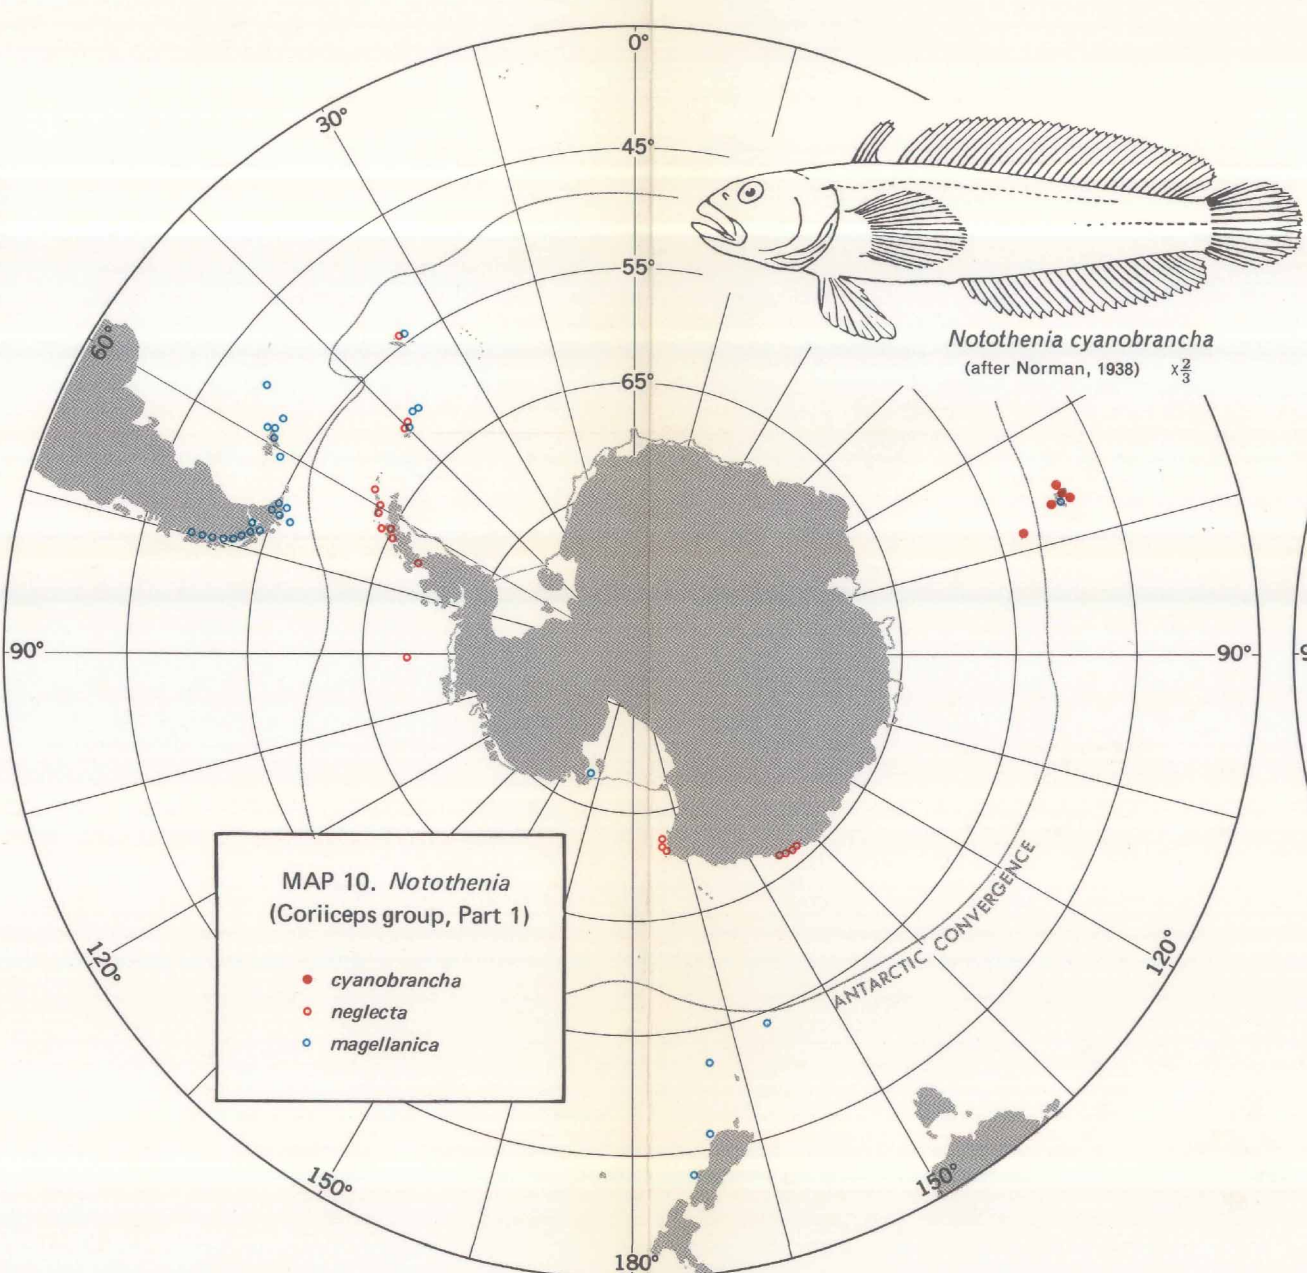 0°
30°
45°
55°
Notothenia cyanobrancha
(after Norman, 1938) x 2/3
60°
65°
90°
90°
MAP 10. Notothenia
(Coriiceps group, Part 1)
cyanobrancha
neglecta
magellanica
ANTARCTIC CONVERGENCE
120°
120°
150°
150°
180°